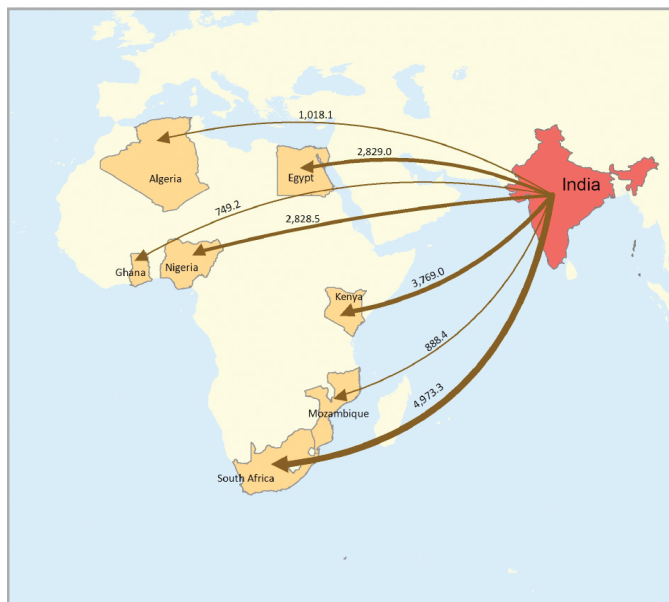 1,018.1
2,829.0
Algeria
Egypt
India
749.2
2,828.5
Ghana
Nigeria
3,769.0
Kenya
888.4
4,973.3
Mozambique
South Africa